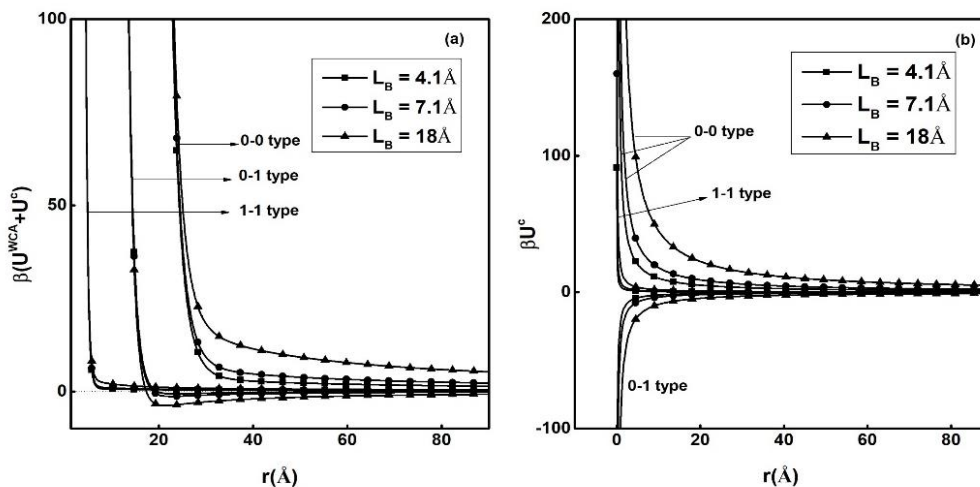 (a)
L_B = 4.1Å
L_B = 7.1Å
L_B = 18Å
0-0 type
0-1 type
1-1 type
100
50
0
20
40
60
80
β(U^WCA+U^c)
r(Å)
(b)
L_B = 4.1Å
L_B = 7.1Å
L_B = 18Å
0-0 type
1-1 type
0-1 type
200
100
0
-100
0
20
40
60
80
βU^c
r(Å)